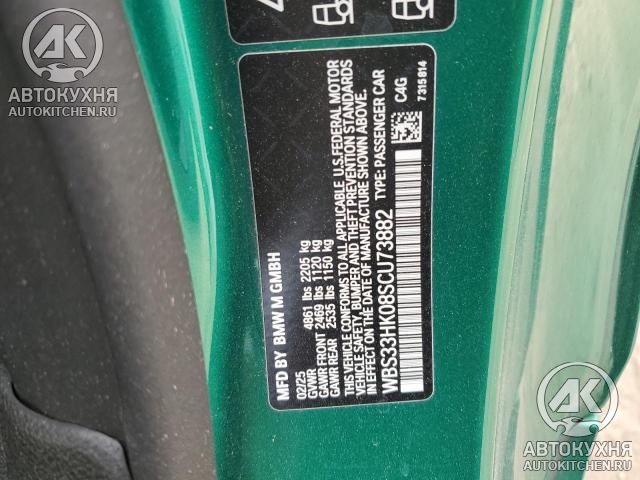 MFD BY BMW M GMBH
02/25
GVWR 4861 lbs 2205 kg
GAWR FRONT 2469 lbs 1120 kg
GAWR REAR 2535 lbs 1150 kg
THIS VEHICLE CONFORMS TO ALL APPLICABLE U.S.FEDERAL MOTOR
VEHICLE SAFETY, BUMPER AND THEFT PREVENTION STANDARDS
IN EFFECT ON THE DATE OF MANUFACTURE SHOWN ABOVE.
WBS33HK08SCU73882 TYPE: PASSENGER CAR
C4G
7315814
АК
АВТОКУХНЯ
AUTOKITCHEN.RU
АК
АВТОКУХНЯ
AUTOKITCHEN.RU